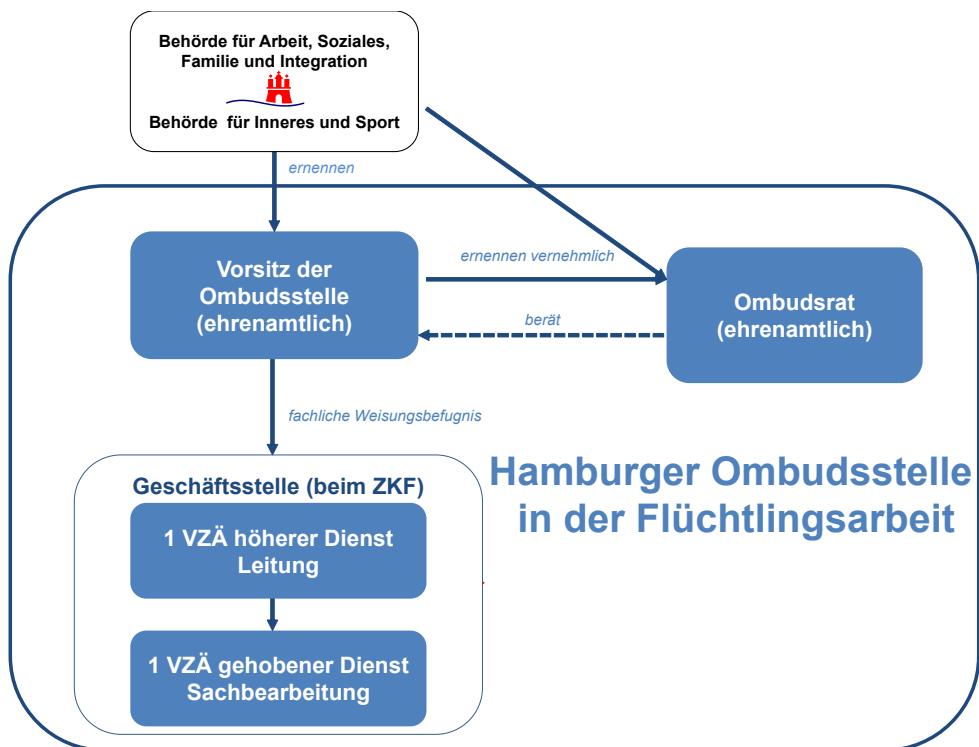 Behörde für Arbeit, Soziales,
Familie und Integration
Behörde für Inneres und Sport
ernennen
Vorsitz der
Ombudsstelle
(ehrenamtlich)
ernennen vernehmlich
berät
Ombudsrat
(ehrenamtlich)
fachliche Weisungsbefugnis
Geschäftsstelle (beim ZKF)
1 VZÄ höherer Dienst
Leitung
1 VZÄ gehobener Dienst
Sachbearbeitung
Hamburger Ombudsstelle
in der Flüchtlingsarbeit